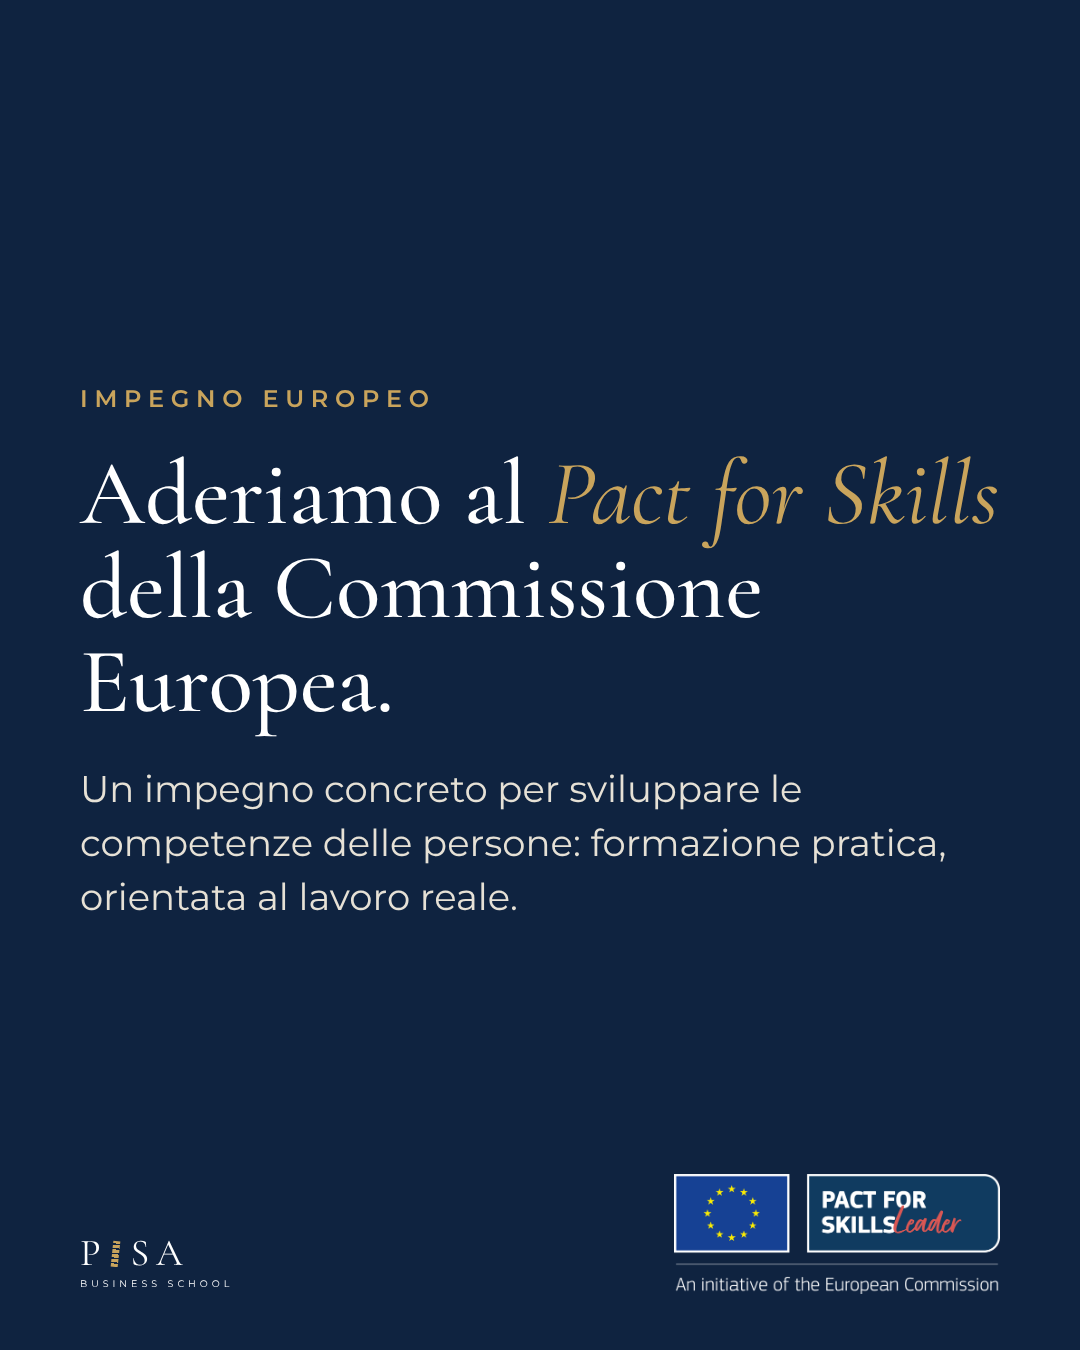 IMPEGNO EUROPEO
Aderiamo al Pact for Skills
della Commissione
Europea.
Un impegno concreto per sviluppare le
competenze delle persone: formazione pratica,
orientata al lavoro reale.
PISA
BUSINESS SCHOOL
PACT FOR
SKILLS Leader
An initiative of the European Commission